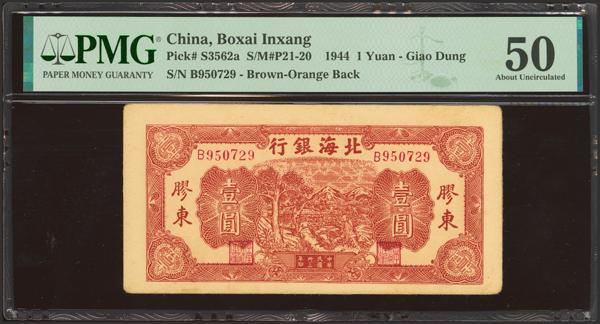 PMG
PAPER MONEY GUARANTY
China, Boxai Inxang
Pick# S3562a S/M#P21-20 1944 1 Yuan - Giao Dung
S/N B950729 - Brown-Orange Back
50
About Uncirculated
行銀海北
B950729
B950729
膠東
壹圓
壹圓
膠東